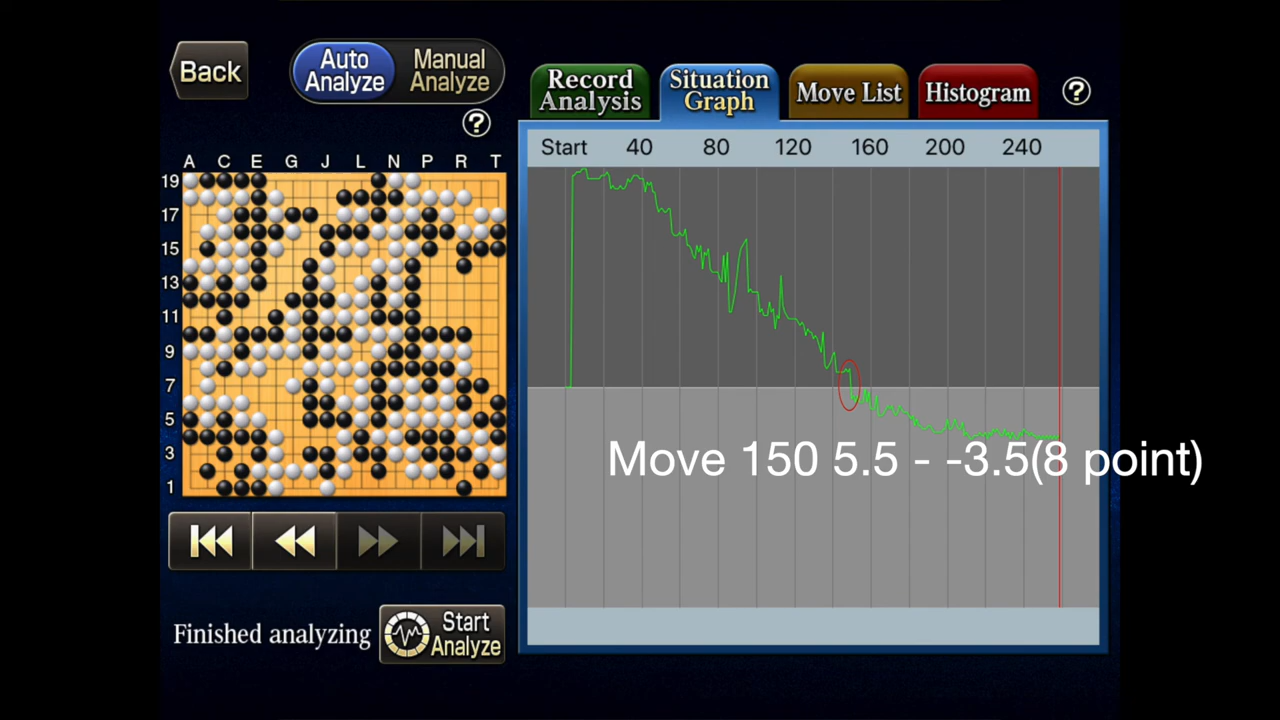 Back
Auto
Analyze
Manual
Analyze
?
Record
Analysis
Situation
Graph
Move List
Histogram
?
Start 40 80 120 160 200 240
A C E G J L N P R T
19
17
15
13
11
9
7
5
3
1
Move 150 5.5 - -3.5(8 point)
Finished analyzing
Start
Analyze